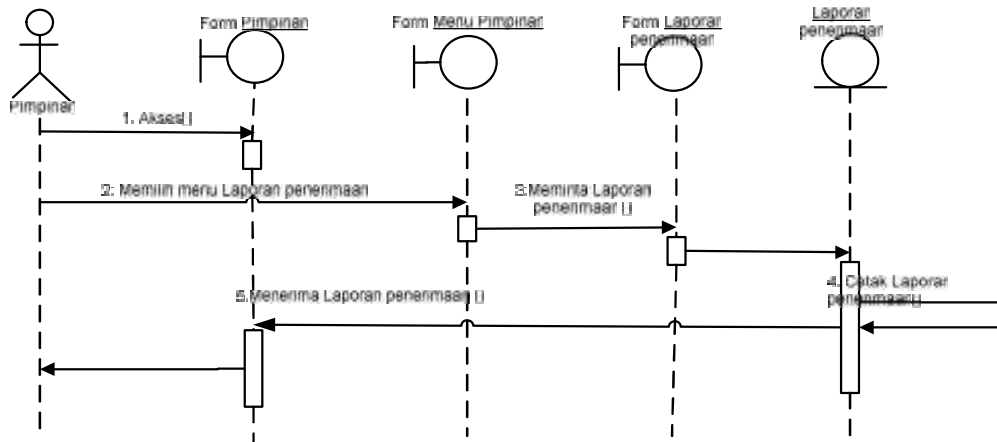 Form Pimpinan
Form Menu Pimpinan
Form Laporan
penerimaan
Laporan
penerimaan
Pimpinan
1. Akses()
2: Memilih menu Laporan penerimaan
3:Meminta Laporan
penerimaan ()
4. Cetak Laporan
penerimaan()
5.Menerima Laporan penerimaan ()